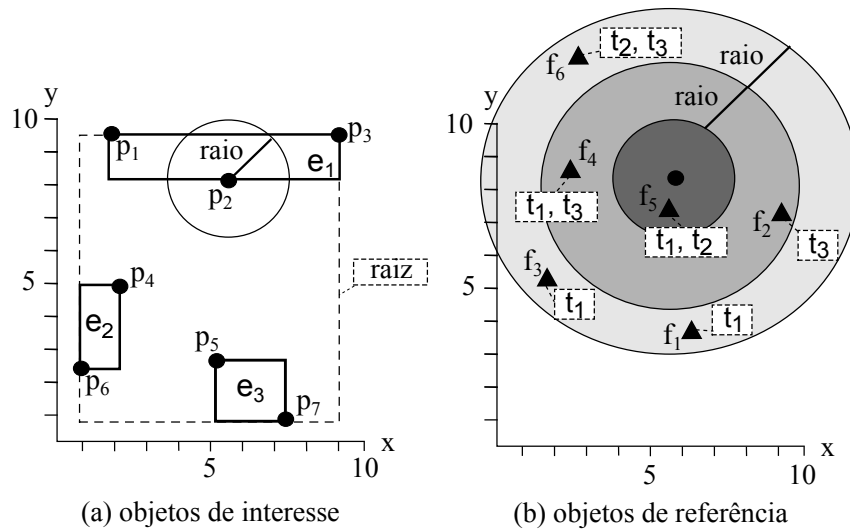 y
10
5
p1
p3
raio
e1
p2
raiz
p4
e2
p6
p5
e3
p7
5
10
x
(a) objetos de interesse
t2, t3
f6
raio
raio
y
10
5
f4
t1, t3
f5
t1, t2
f2
t3
f3
t1
f1
t1
5
10
x
(b) objetos de referência